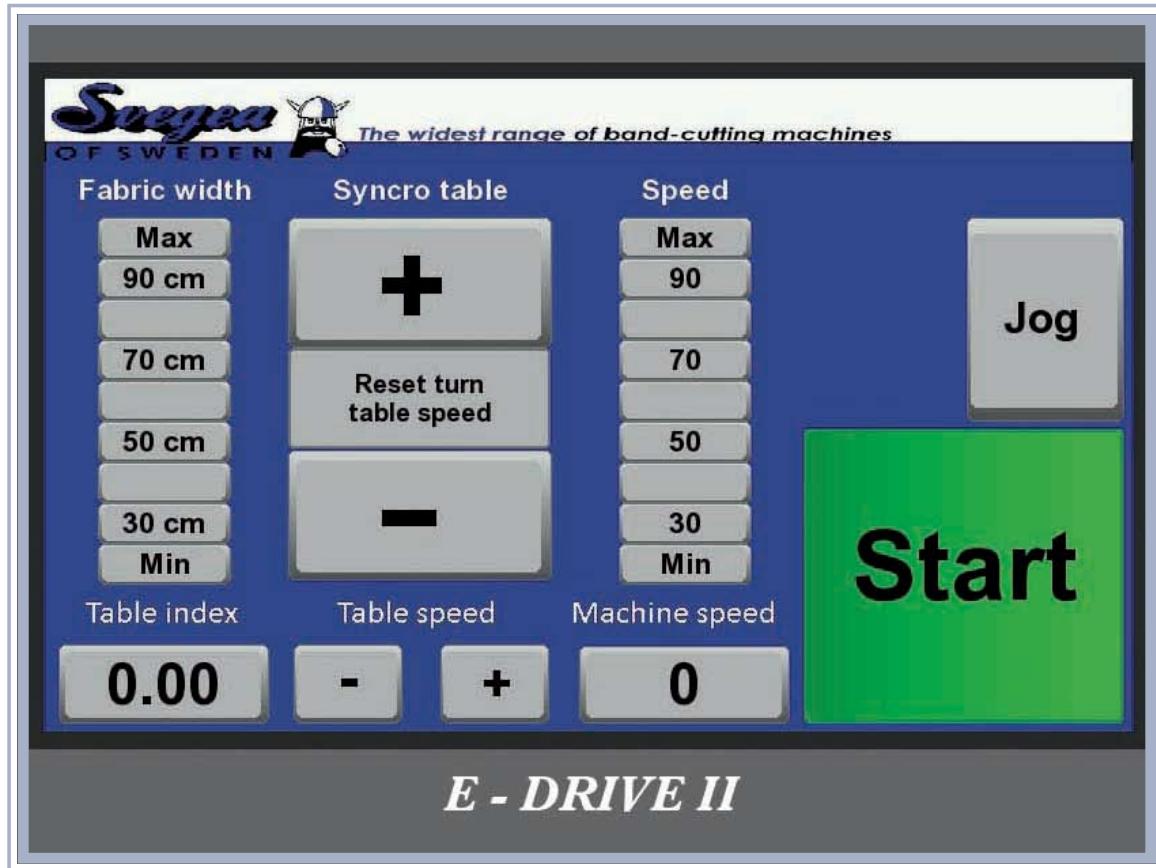 Svegea
OF SWEDEN
The widest range of band-cutting machines
Fabric width
Max
90 cm
70 cm
50 cm
30 cm
Min
Syncro table
+
Reset turn
table speed
-
Speed
Max
90
70
50
30
Min
Jog
Start
Table index
0.00
Table speed
- +
Machine speed
0
E - DRIVE II